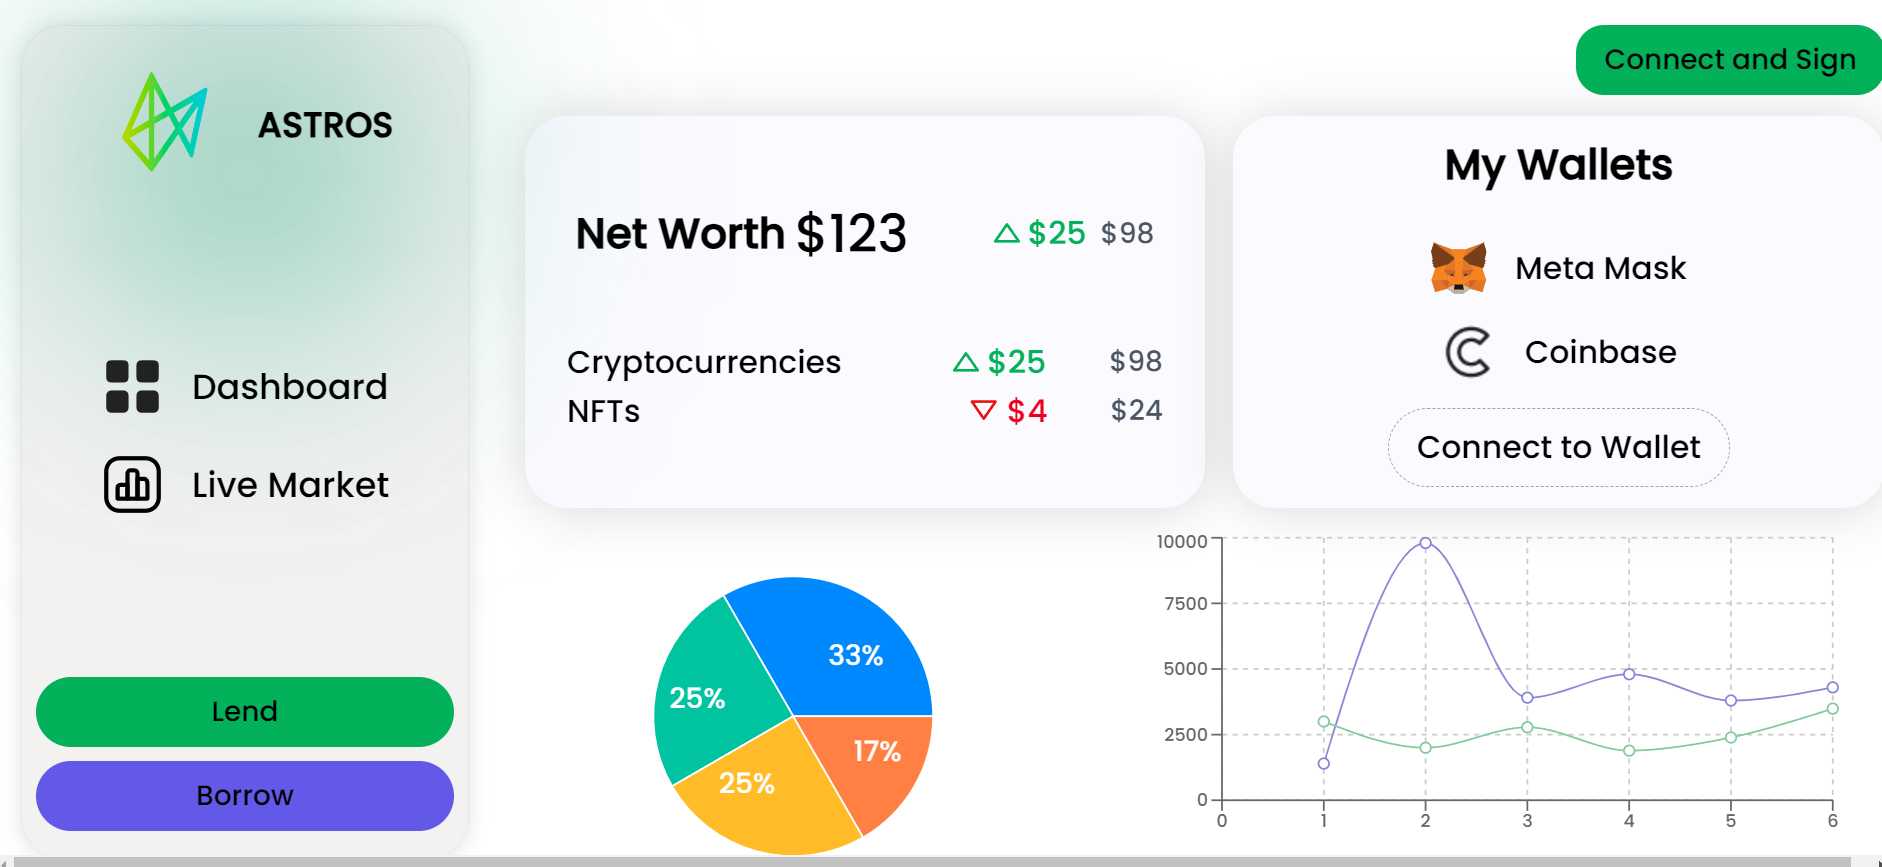 Connect and Sign
ASTROS
Dashboard
Live Market
Lend
Borrow
Net Worth $123 $25 $98
Cryptocurrencies $25 $98
NFTs $4 $24
My Wallets
Meta Mask
Coinbase
Connect to Wallet
33%
25%
17%
25%
10000
7500
5000
2500
0
0 1 2 3 4 5 6